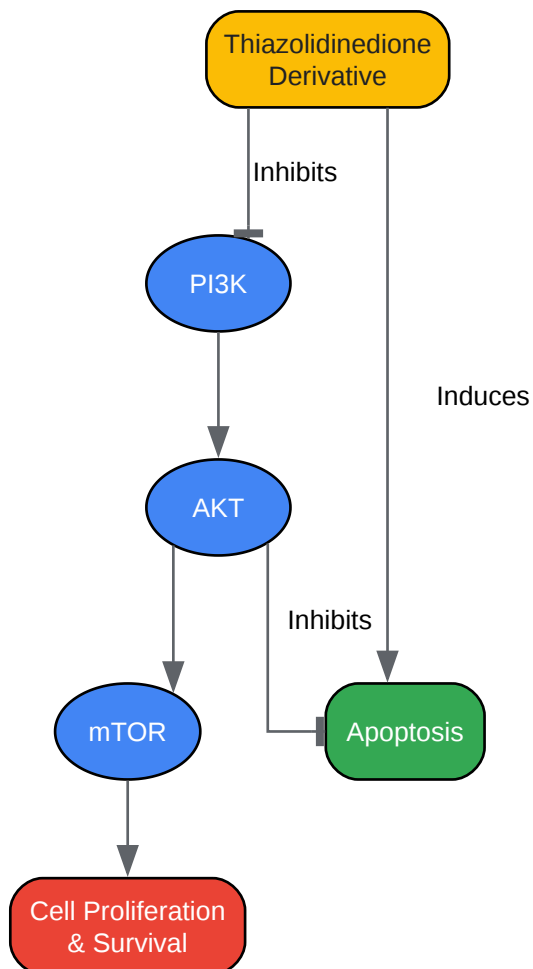 Thiazolidinedione
Derivative
Inhibits
PI3K
Induces
AKT
Inhibits
mTOR
Apoptosis
Cell Proliferation
& Survival